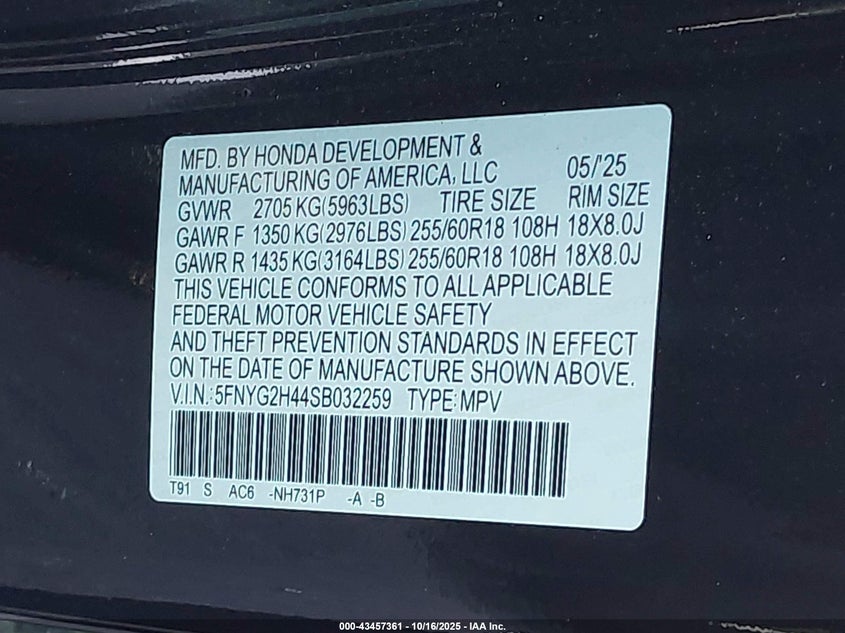 MFD. BY HONDA DEVELOPMENT &
MANUFACTURING OF AMERICA, LLC 05/'25
GVWR 2705 KG(5963LBS) TIRE SIZE RIM SIZE
GAWR F 1350 KG(2976LBS) 255/60R18 108H 18X8.0J
GAWR R 1435 KG(3164LBS) 255/60R18 108H 18X8.0J
THIS VEHICLE CONFORMS TO ALL APPLICABLE
FEDERAL MOTOR VEHICLE SAFETY
AND THEFT PREVENTION STANDARDS IN EFFECT
ON THE DATE OF MANUFACTURE SHOWN ABOVE.
V.I.N.:5FNYG2H44SB032259 TYPE:MPV
T91 S AC6 -NH731P -A -B
000-43457361 - 10/16/2025 - IAA Inc.